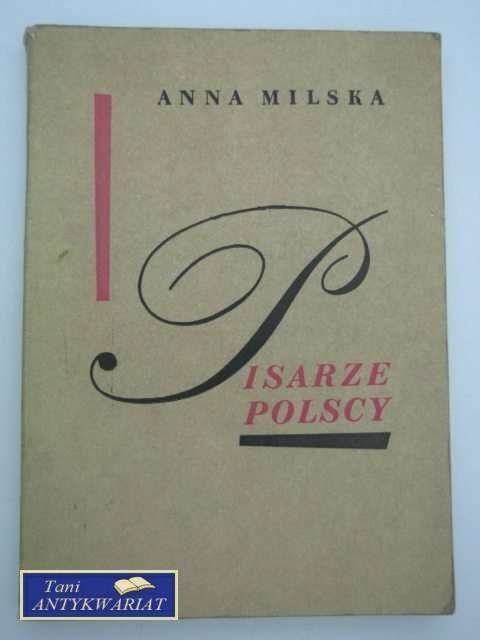 ANNA MILSKA
PISARZE
POLSCY
Tani
ANTYKWARIAT